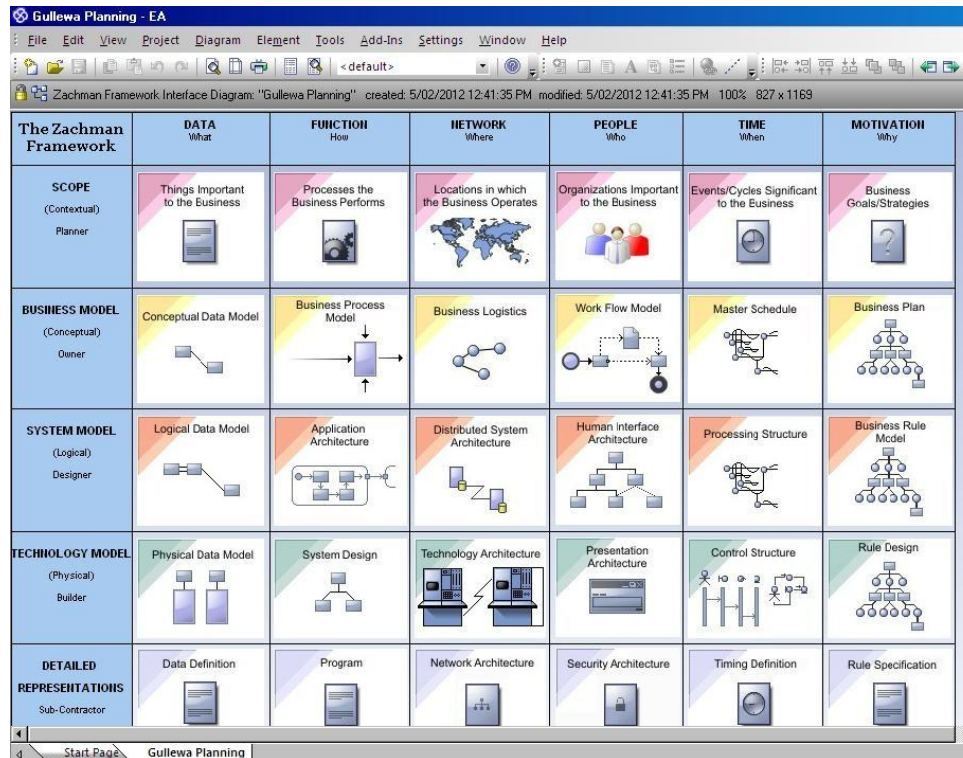 Gullewa Planning - EA
File Edit View Project Diagram Element Tools Add-Ins Settings Window Help
<default>
Zachman Framework Interface Diagram: "Gullewa Planning" created: 5/02/2012 12:41:35 PM modified: 5/02/2012 12:41:35 PM 100% 827 x 1169
The Zachman
Framework
DATA
What
FUNCTION
How
NETWORK
Where
PEOPLE
Who
TIME
When
MOTIVATION
Why
SCOPE
(Contextual)
Planner
Things Important
to the Business
Processes the
Business Performs
Locations in which
the Business Operates
Organizations Important
to the Business
Events/Cycles Significant
to the Business
Business
Goals/Strategies
?
BUSINESS MODEL
(Conceptual)
Owner
Conceptual Data Model
Business Process
Model
Business Logistics
Work Flow Model
Master Schedule
Business Plan
SYSTEM MODEL
(Logical)
Designer
Logical Data Model
Application
Architecture
Distributed System
Architecture
Human Interface
Architecture
Processing Structure
Business Rule
Model
TECHNOLOGY MODEL
(Physical)
Builder
Physical Data Model
System Design
Technology Architecture
Presentation
Architecture
Control Structure
Rule Design
DETAILED
REPRESENTATIONS
Sub-Contractor
Data Definition
Program
Network Architecture
Security Architecture
Timing Definition
Rule Specification
Start Page Gullewa Planning